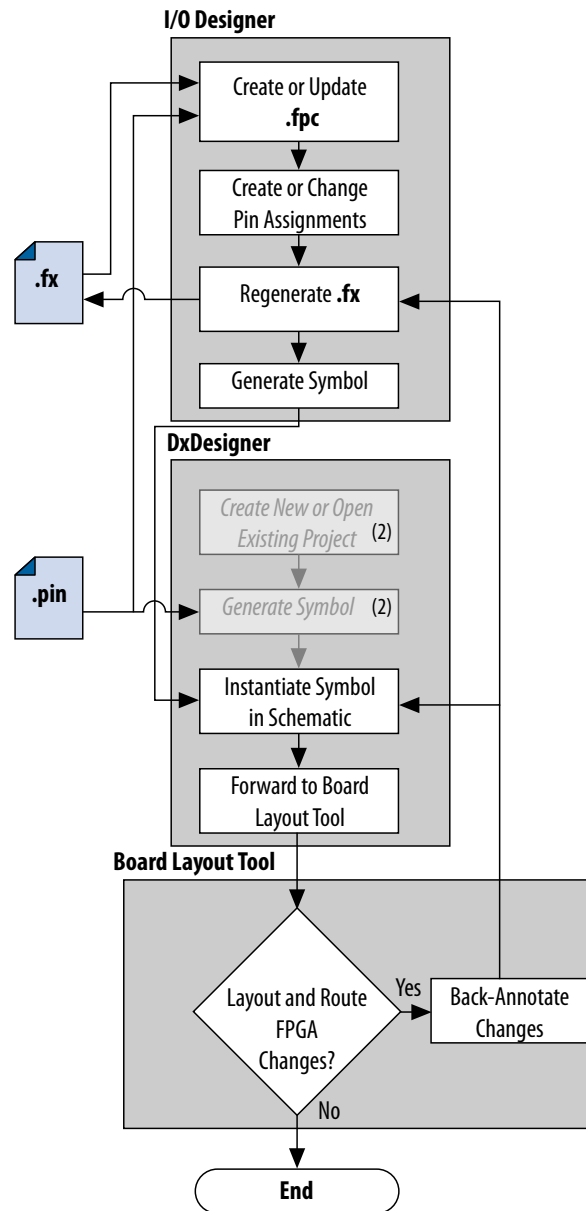 I/O Designer
Create or Update
.fpc
Create or Change
Pin Assignments
.fx
Regenerate .fx
Generate Symbol
DxDesigner
Create New or Open
Existing Project (2)
.pin
Generate Symbol (2)
Instantiate Symbol
in Schematic
Forward to Board
Layout Tool
Board Layout Tool
Layout and Route
FPGA
Changes?
Yes
Back-Annotate
Changes
No
End